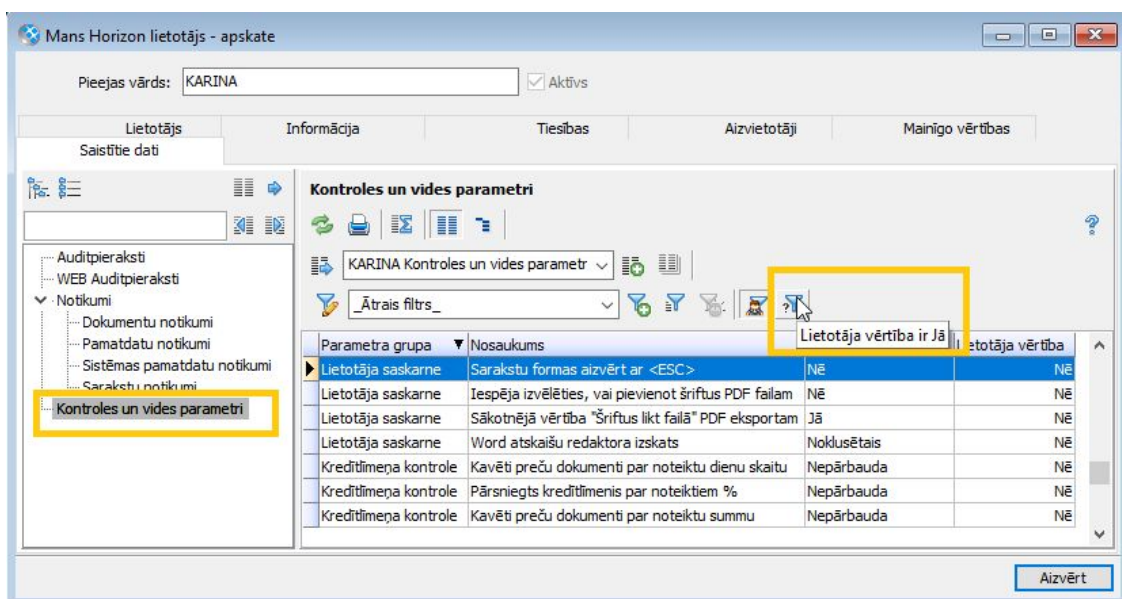 Mans Horizon lietotājs - apskate
Pieejas vārds: KARINA Aktīvs
Lietotājs Informācija Tiesības Aizvietotāji Mainīgo vērtības
Saistītie dati
Auditpieraksti
WEB Auditpieraksti
Notikumi
Dokumentu notikumi
Pamatdatu notikumi
Sistēmas pamatdatu notikumi
Sarakstu notikumi
Kontroles un vides parametri
Kontroles un vides parametri
KARINA Kontroles un vides parametr
_Ātrais filtrs_
Lietotāja vērtība ir Jā
Parametra grupa Nosaukums Lietotāja vērtība
Lietotāja saskarne Sarakstu formas aizvērt ar <ESC> Nē Nē
Lietotāja saskarne Iespēja izvēlēties, vai pievienot šriftus PDF failam Nē Nē
Lietotāja saskarne Sākotnējā vērtība "Šriftus likt failā" PDF eksportam Jā Nē
Lietotāja saskarne Word atskaišu redaktora izskats Noklusētais Nē
Kredītlīmeņa kontrole Kavēti preču dokumenti par noteiktu dienu skaitu Nepārbauda Nē
Kredītlīmeņa kontrole Pārsniegts kredītlīmenis par noteiktiem % Nepārbauda Nē
Kredītlīmeņa kontrole Kavēti preču dokumenti par noteiktu summu Nepārbauda Nē
Aizvērt